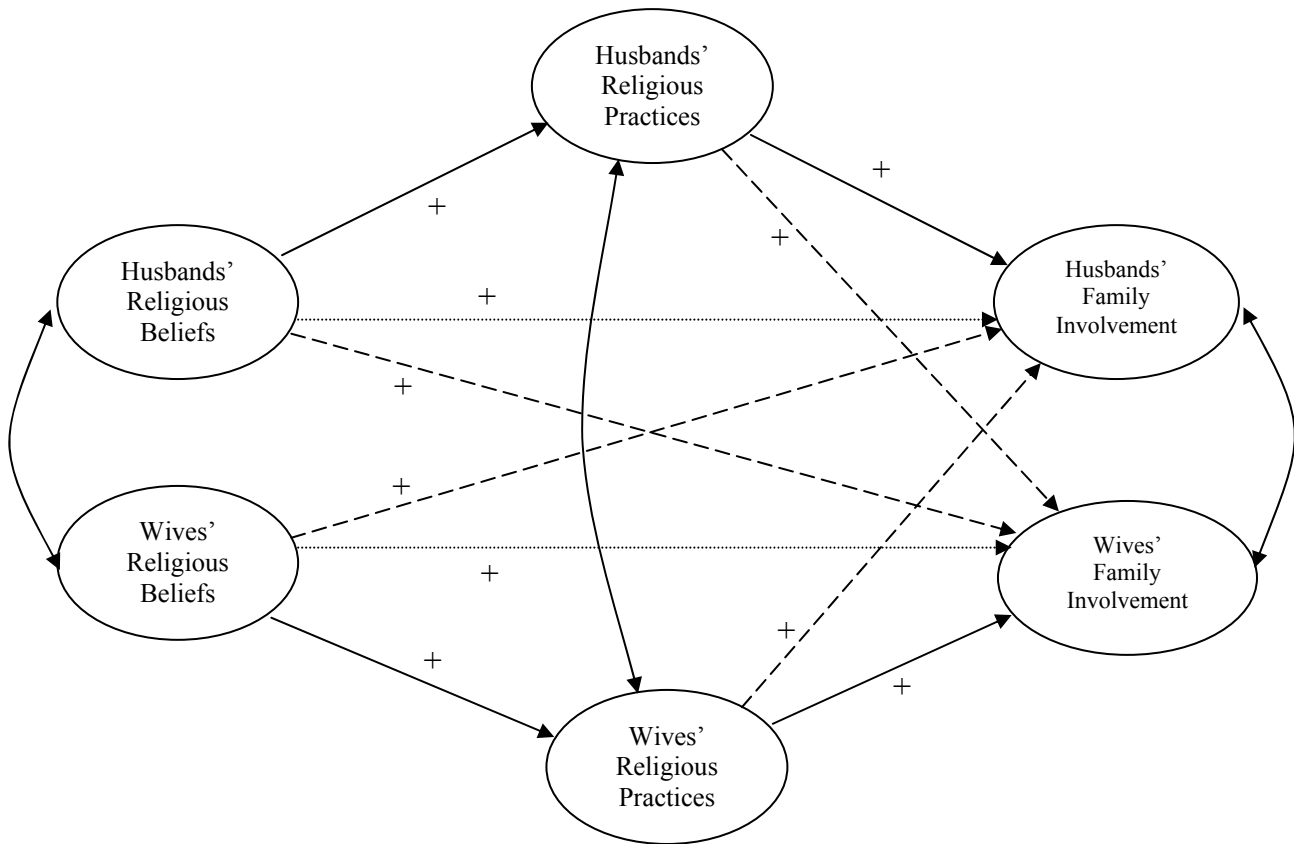 Husbands’
Religious
Practices
+
+
+
Husbands’
Religious
Beliefs
Husbands’
Family
Involvement
+
+
+
Wives’
Religious
Beliefs
Wives’
Family
Involvement
+
+
+
+
Wives’
Religious
Practices